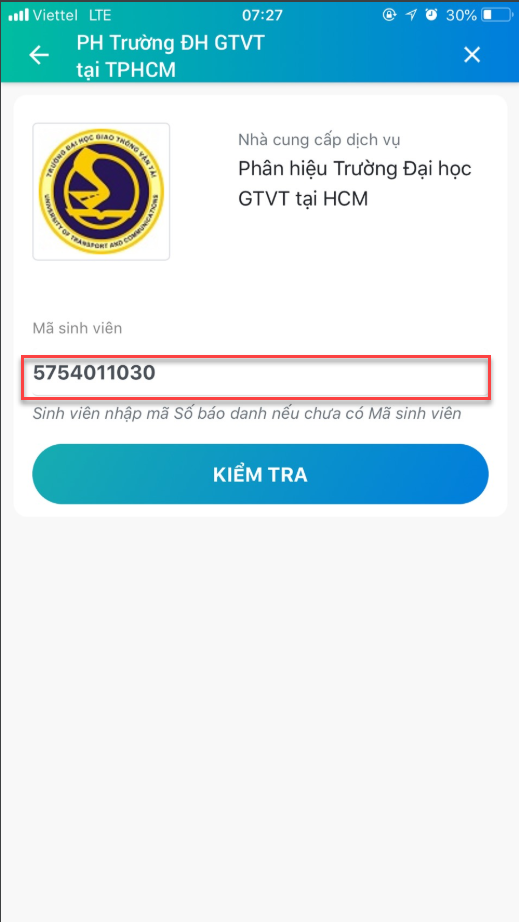 Viettel LTE 07:27 30%
PH Trường ĐH GTVT
tại TPHCM
TRƯỜNG ĐẠI HỌC GIAO THÔNG VẬN TẢI
UNIVERSITY OF TRANSPORT AND COMMUNICATIONS
Nhà cung cấp dịch vụ
Phân hiệu Trường Đại học
GTVT tại HCM
Mã sinh viên
5754011030
Sinh viên nhập mã Số báo danh nếu chưa có Mã sinh viên
KIỂM TRA